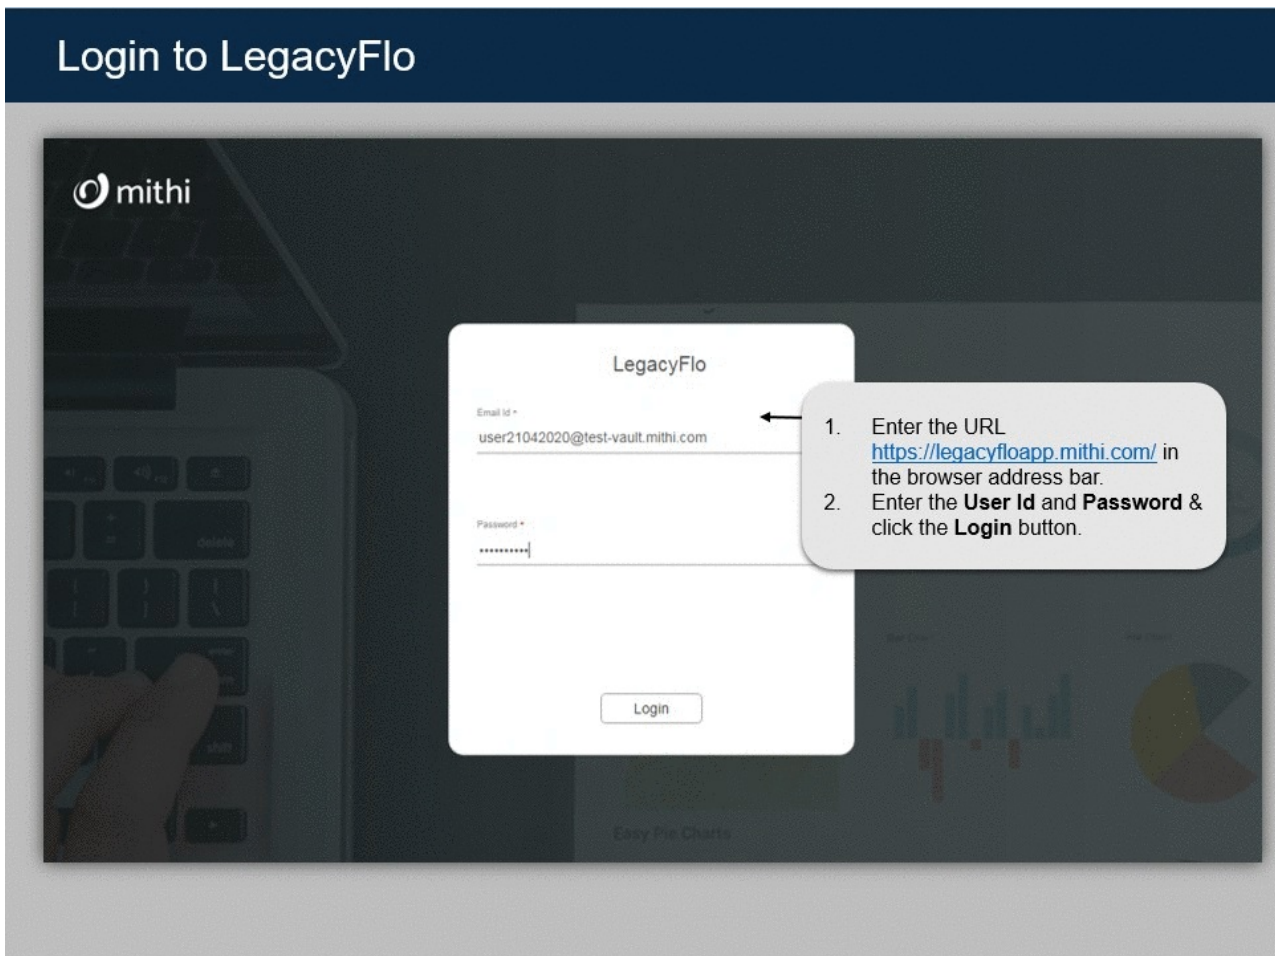 Login to LegacyFlo
mithi
LegacyFlo
Email Id *
user21042020@test-vault.mithi.com
Password *
••••••••••
Login
1. Enter the URL
https://legacyfloapp.mithi.com/ in
the browser address bar.
2. Enter the User Id and Password &
click the Login button.
delete
enter
shift
Easy Pie Charts